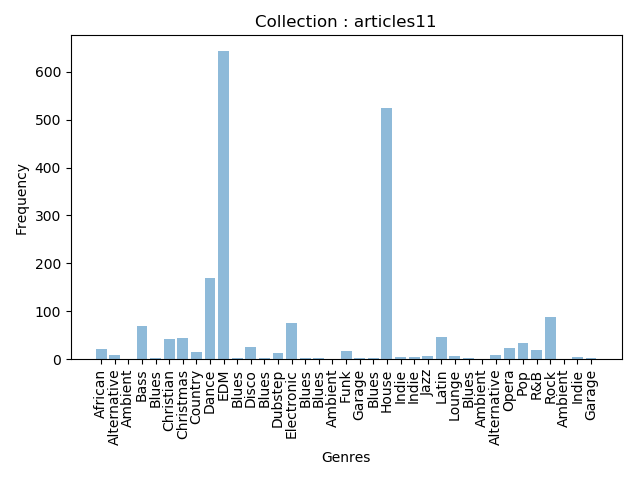 Collection : articles11
Frequency
600
500
400
300
200
100
0
African
Alternative
Ambient
Bass
Blues
Christian
Christmas
Country
Dance
EDM
Blues
Disco
Blues
Dubstep
Electronic
Blues
Blues
Ambient
Funk
Garage
Blues
House
Indie
Indie
Jazz
Latin
Lounge
Blues
Ambient
Alternative
Opera
Pop
R&B
Rock
Ambient
Indie
Garage
Genres